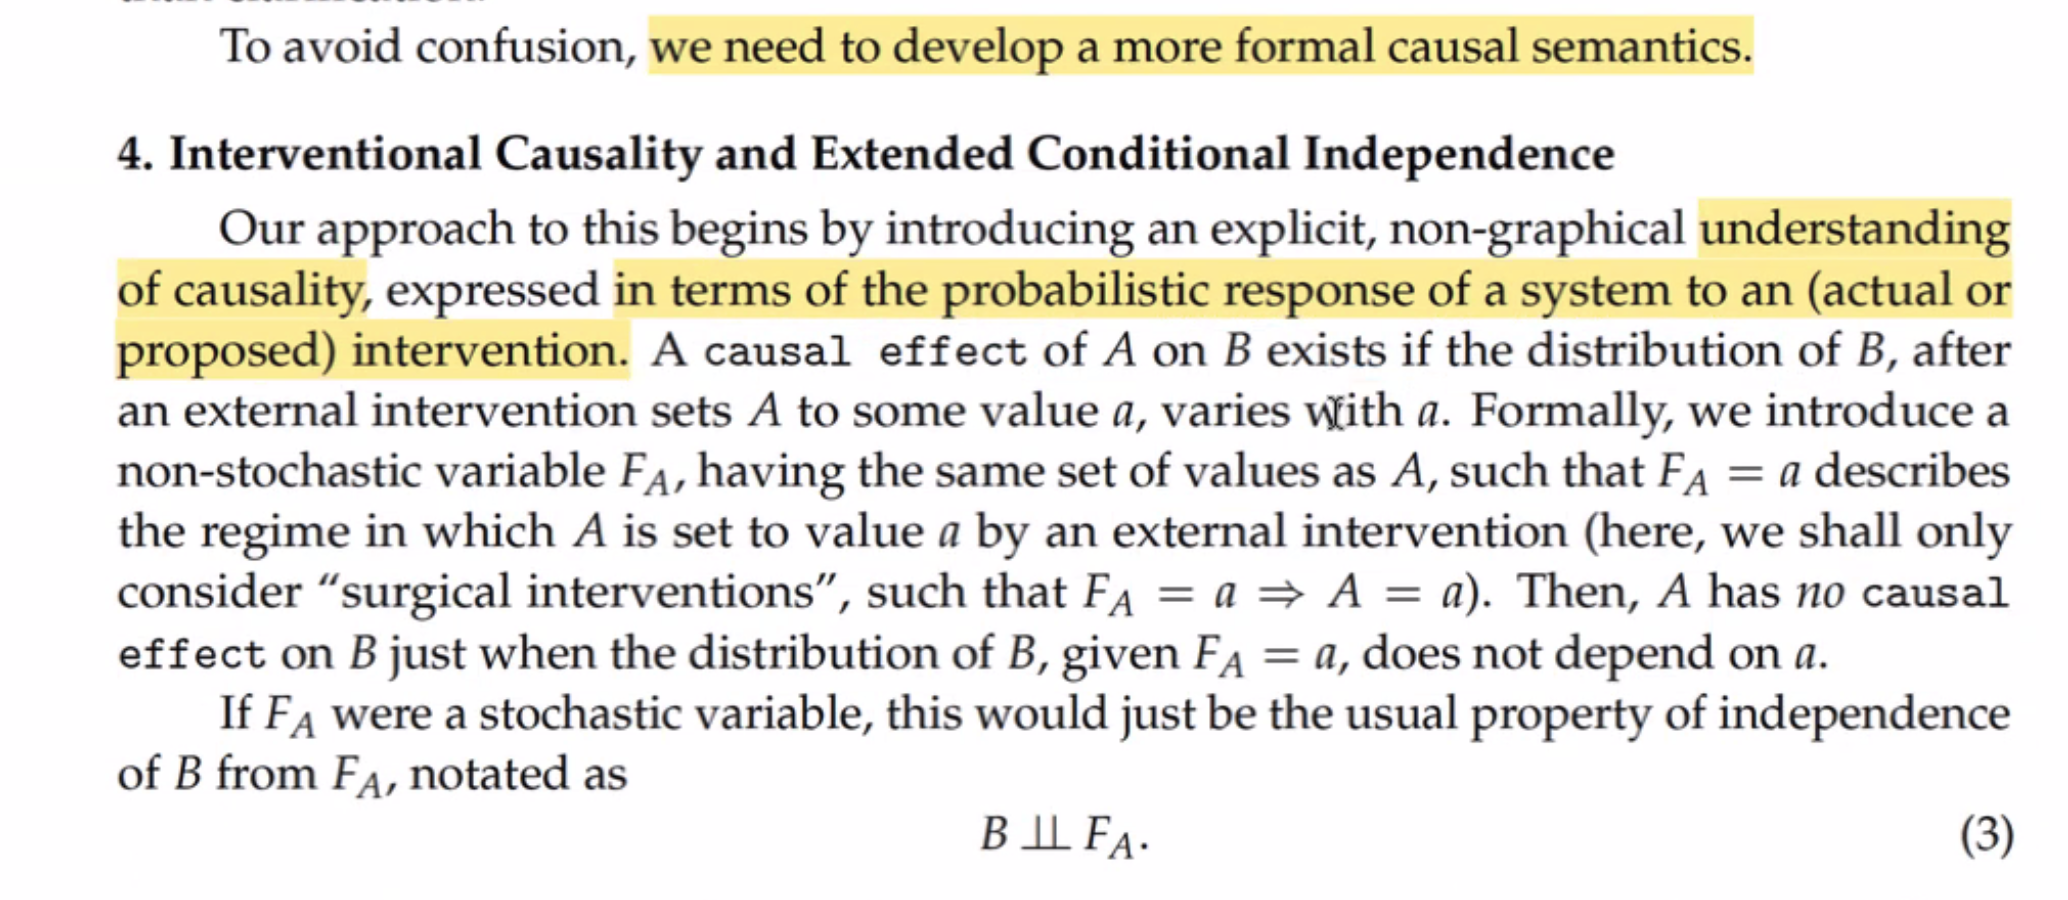 To avoid confusion, we need to develop a more formal causal semantics.
4. Interventional Causality and Extended Conditional Independence
Our approach to this begins by introducing an explicit, non-graphical understanding
of causality, expressed in terms of the probabilistic response of a system to an (actual or
proposed) intervention. A causal effect of A on B exists if the distribution of B, after
an external intervention sets A to some value a, varies with a. Formally, we introduce a
non-stochastic variable F_A, having the same set of values as A, such that F_A = a describes
the regime in which A is set to value a by an external intervention (here, we shall only
consider “surgical interventions”, such that F_A = a ⇒ A = a). Then, A has no causal
effect on B just when the distribution of B, given F_A = a, does not depend on a.
If F_A were a stochastic variable, this would just be the usual property of independence
of B from F_A, notated as
B ⫫ F_A. (3)